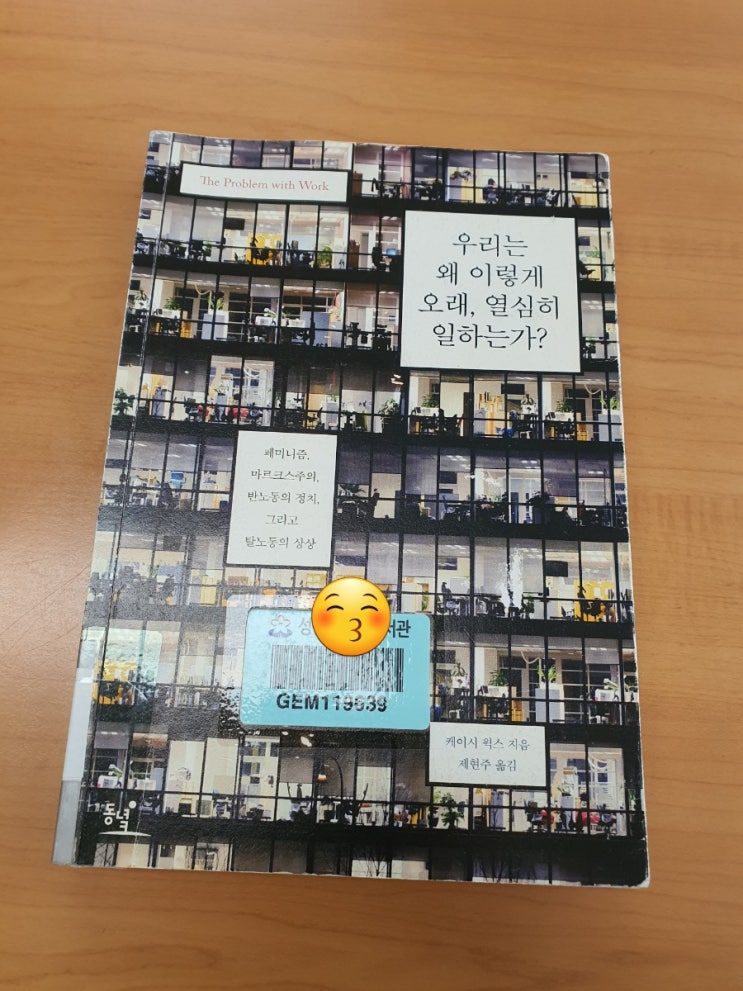 The Problem with Work
우리는
왜 이렇게
오래, 열심히
일하는가?
페미니즘,
마르크스주의,
반노동의 정치,
그리고
탈노동의 상상
성
관
GEM119639
케이시 윅스 지음
제현주 옮김
동녘